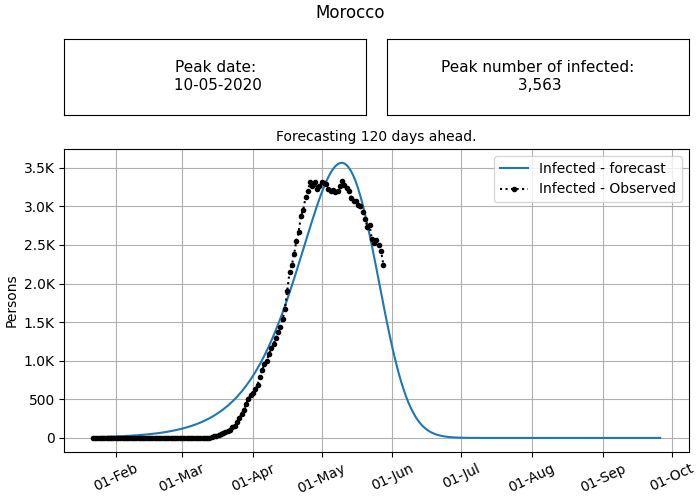 Morocco
Peak date:
10-05-2020
Peak number of infected:
3,563
Forecasting 120 days ahead.
Infected - forecast
Infected - Observed
Persons
3.5K
3.0K
2.5K
2.0K
1.5K
1.0K
500
0
01-Feb
01-Mar
01-Apr
01-May
01-Jun
01-Jul
01-Aug
01-Sep
01-Oct